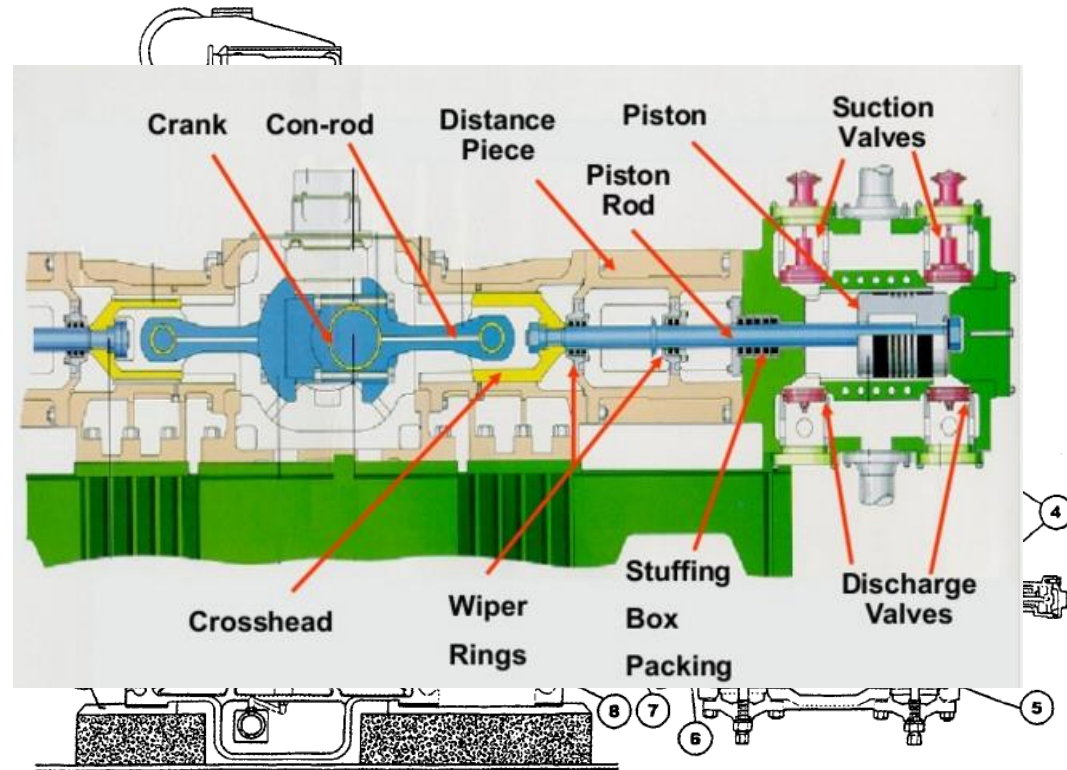 Crank
Con-rod
Distance
Piece
Piston
Suction
Valves
Piston
Rod
Crosshead
Wiper
Rings
Stuffing
Box
Packing
Discharge
Valves
4
8
7
6
5